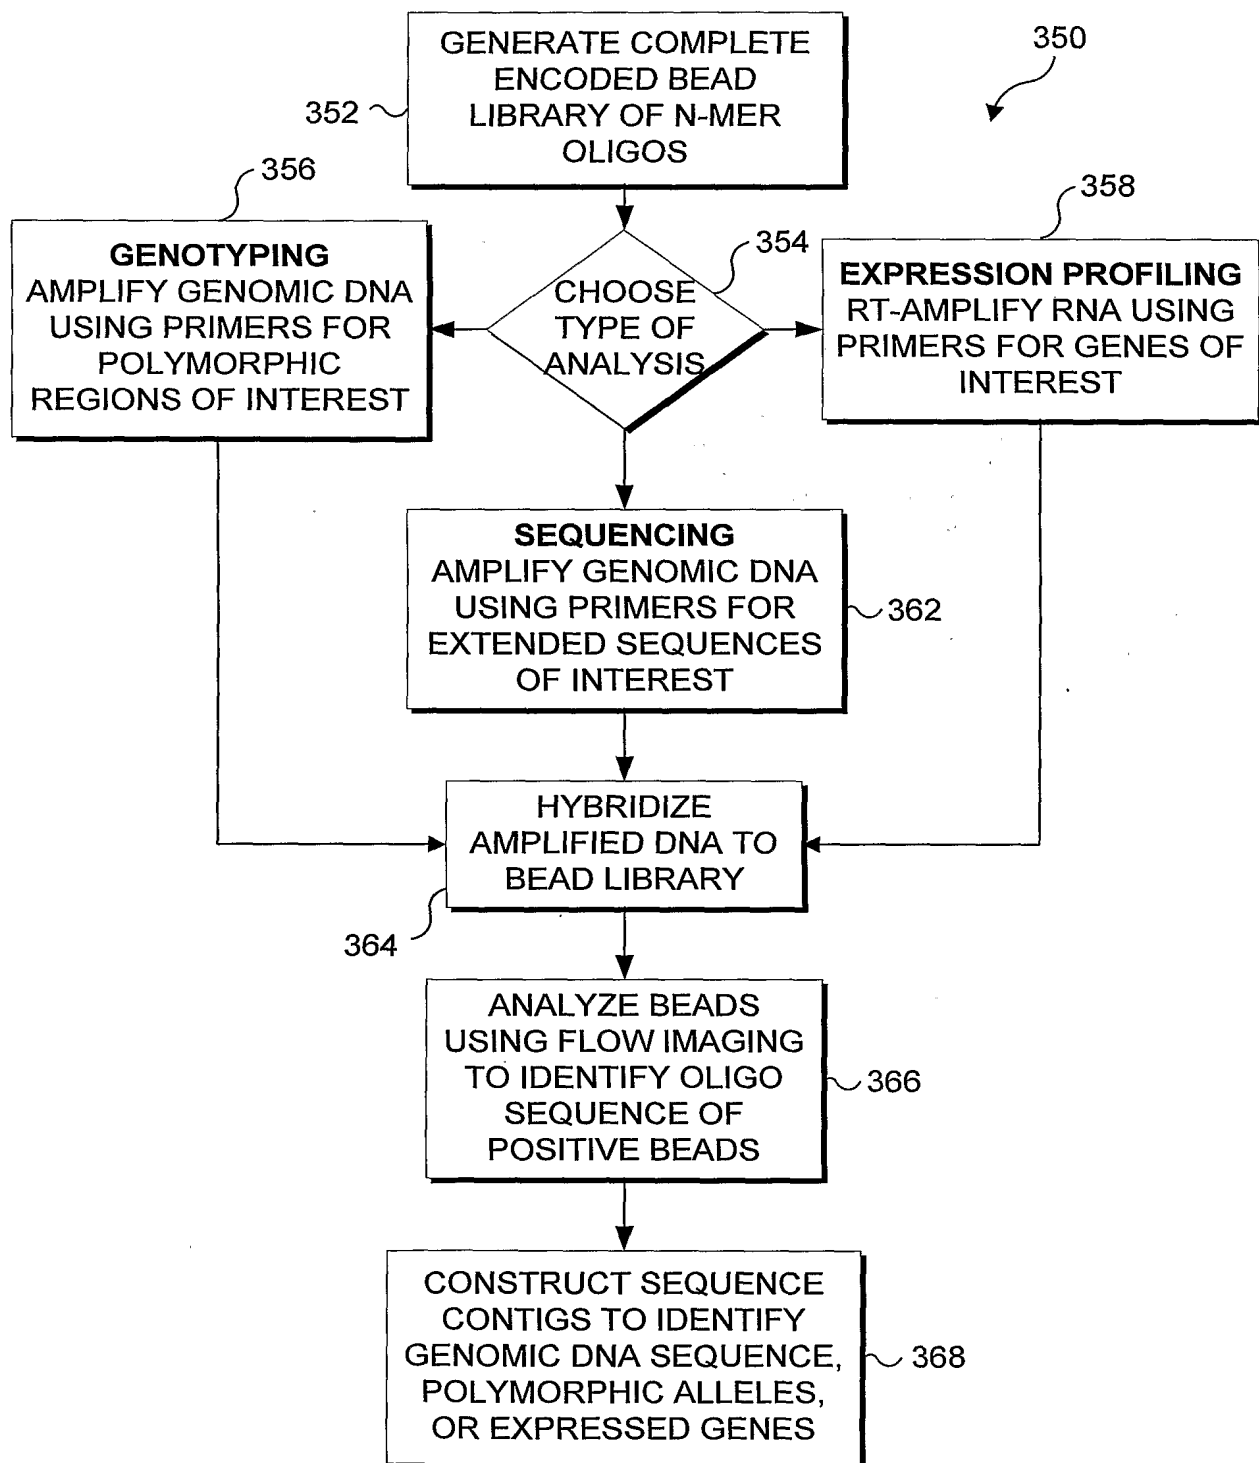 GENERATE COMPLETE
ENCODED BEAD
LIBRARY OF N-MER
OLIGOS
350
352
356
358
354
GENOTYPING
AMPLIFY GENOMIC DNA
USING PRIMERS FOR
POLYMORPHIC
REGIONS OF INTEREST
CHOOSE
TYPE OF
ANALYSIS
EXPRESSION PROFILING
RT-AMPLIFY RNA USING
PRIMERS FOR GENES OF
INTEREST
SEQUENCING
AMPLIFY GENOMIC DNA
USING PRIMERS FOR
EXTENDED SEQUENCES
OF INTEREST
362
HYBRIDIZE
AMPLIFIED DNA TO
BEAD LIBRARY
364
ANALYZE BEADS
USING FLOW IMAGING
TO IDENTIFY OLIGO
SEQUENCE OF
POSITIVE BEADS
366
CONSTRUCT SEQUENCE
CONTIGS TO IDENTIFY
GENOMIC DNA SEQUENCE,
POLYMORPHIC ALLELES,
OR EXPRESSED GENES
368